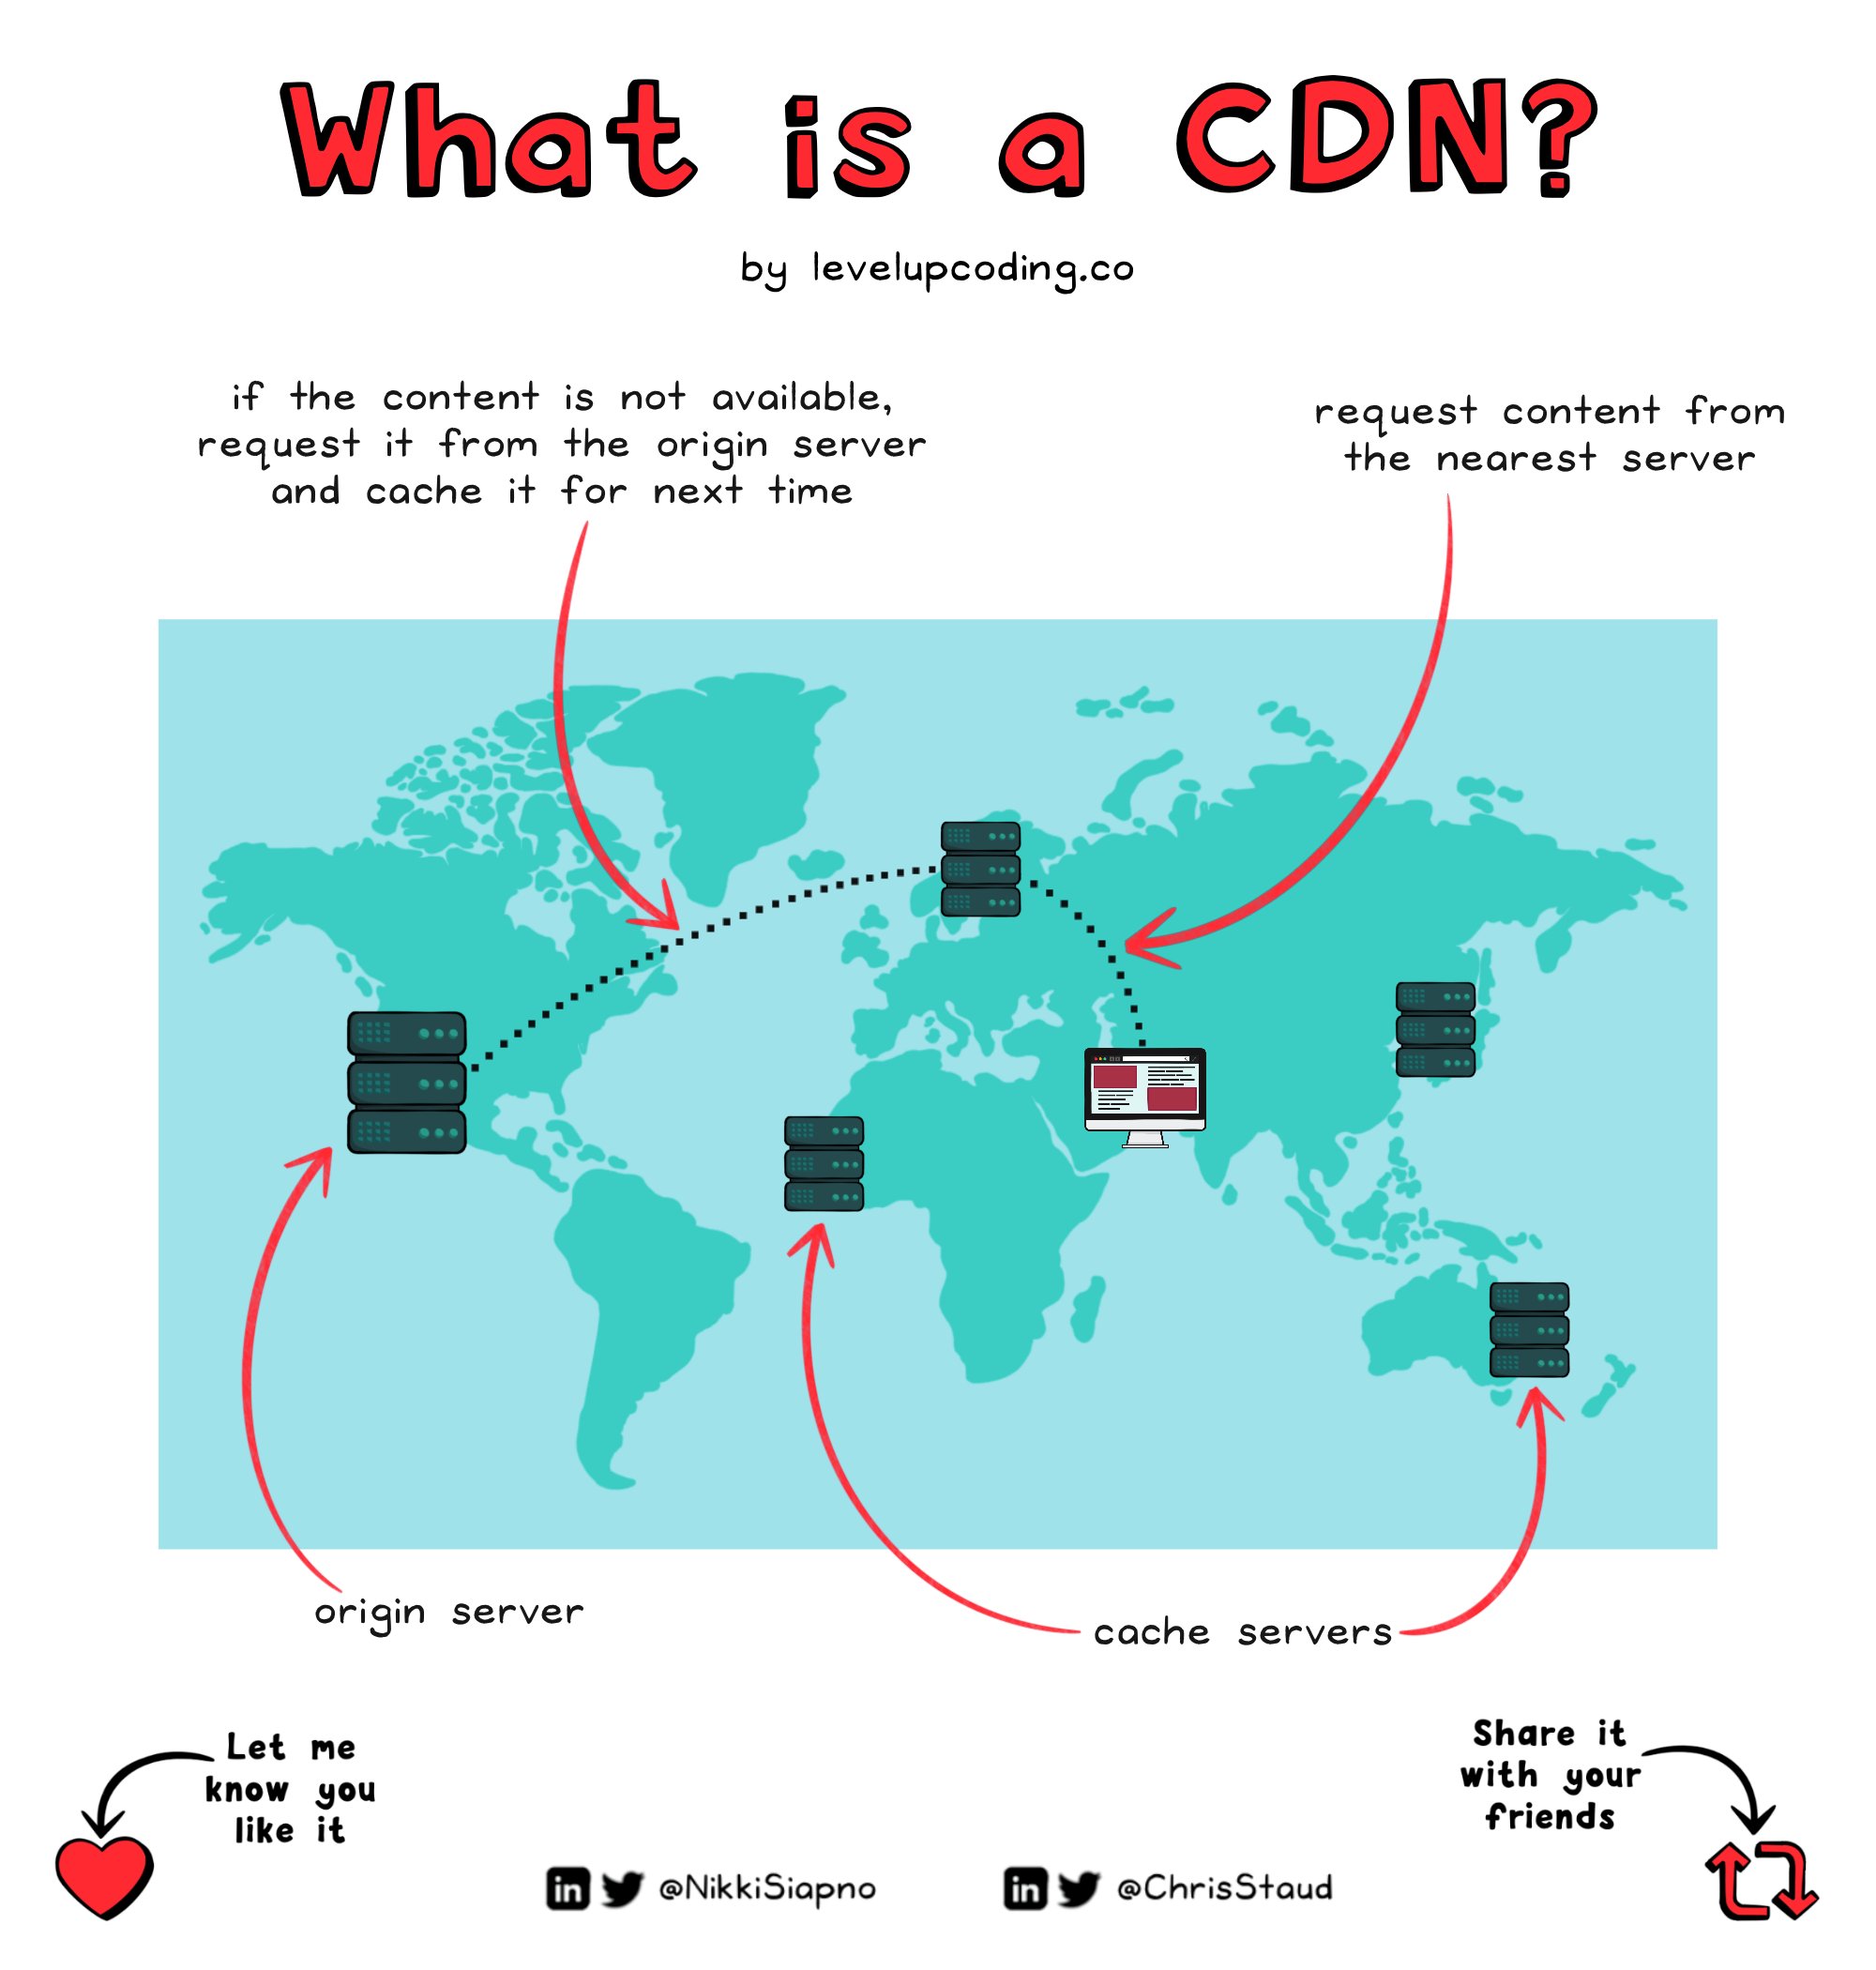 What is a CDN?
by levelupcoding.co
if the content is not available,
request it from the origin server
and cache it for next time
request content from
the nearest server
origin server
cache servers
Let me
know you
like it
Share it
with your
friends
in @NikkiSiapno
in @ChrisStaud